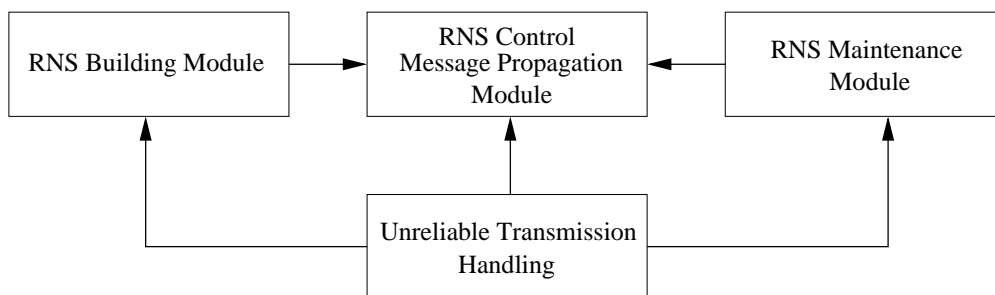 RNS Building Module
RNS Control
Message Propagation
Module
RNS Maintenance
Module
Unreliable Transmission
Handling